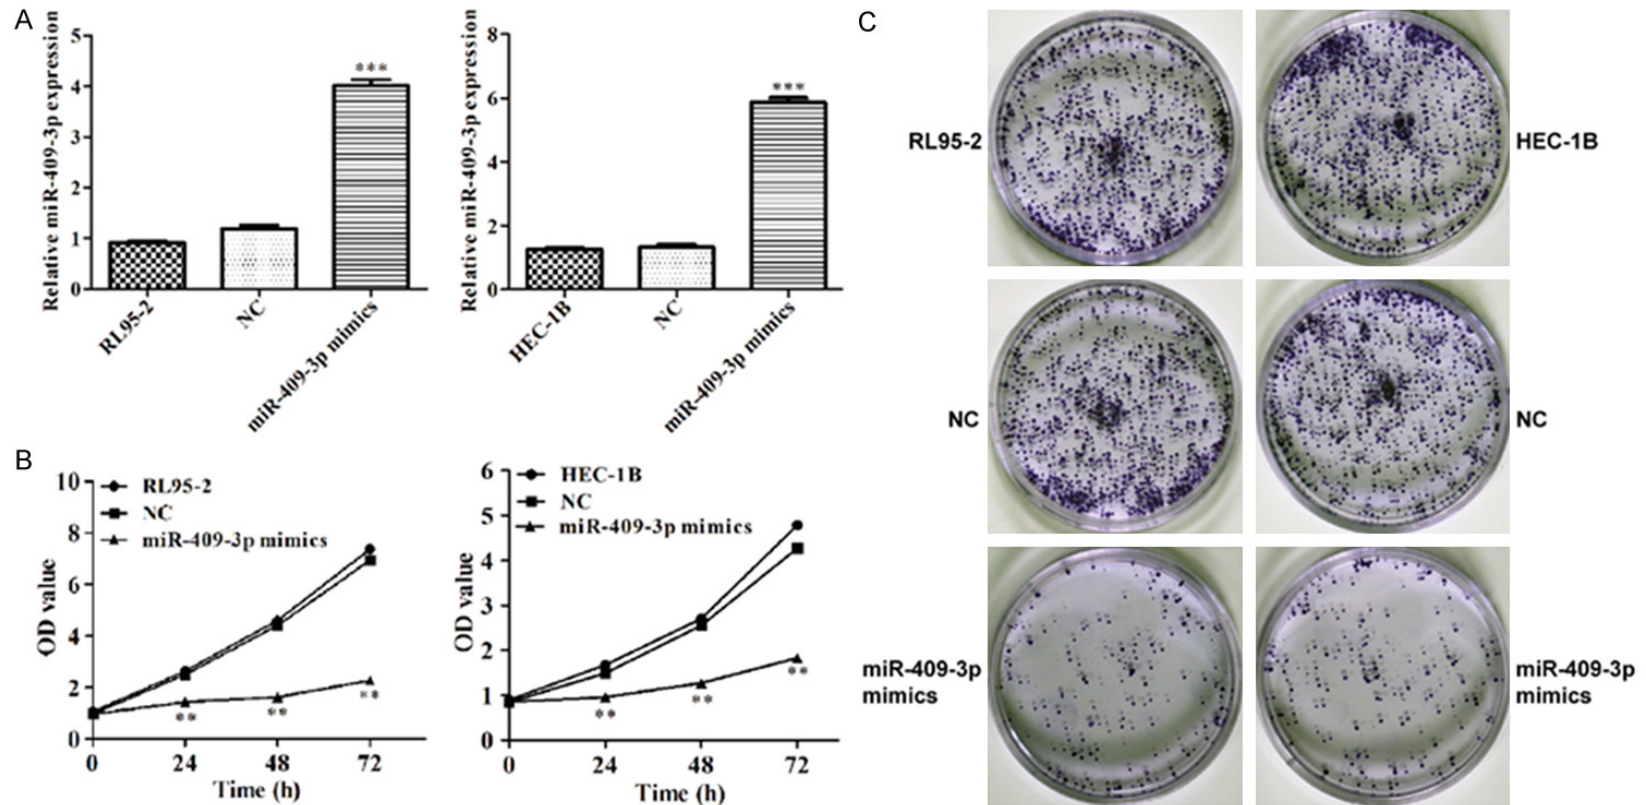 A
Relative miR-409-3p expression
5
4
3
2
1
0
***
RL95-2
NC
miR-409-3p mimics
Relative miR-409-3p expression
8
6
4
2
0
***
HEC-1B
NC
miR-409-3p mimics
B
OD value
10
8
6
4
2
0
RL95-2
NC
miR-409-3p mimics
**
**
**
0 24 48 72
Time (h)
OD value
6
5
4
3
2
1
0
HEC-1B
NC
miR-409-3p mimics
**
**
**
0 24 48 72
Time (h)
C
RL95-2
HEC-1B
NC
NC
miR-409-3p
mimics
miR-409-3p
mimics